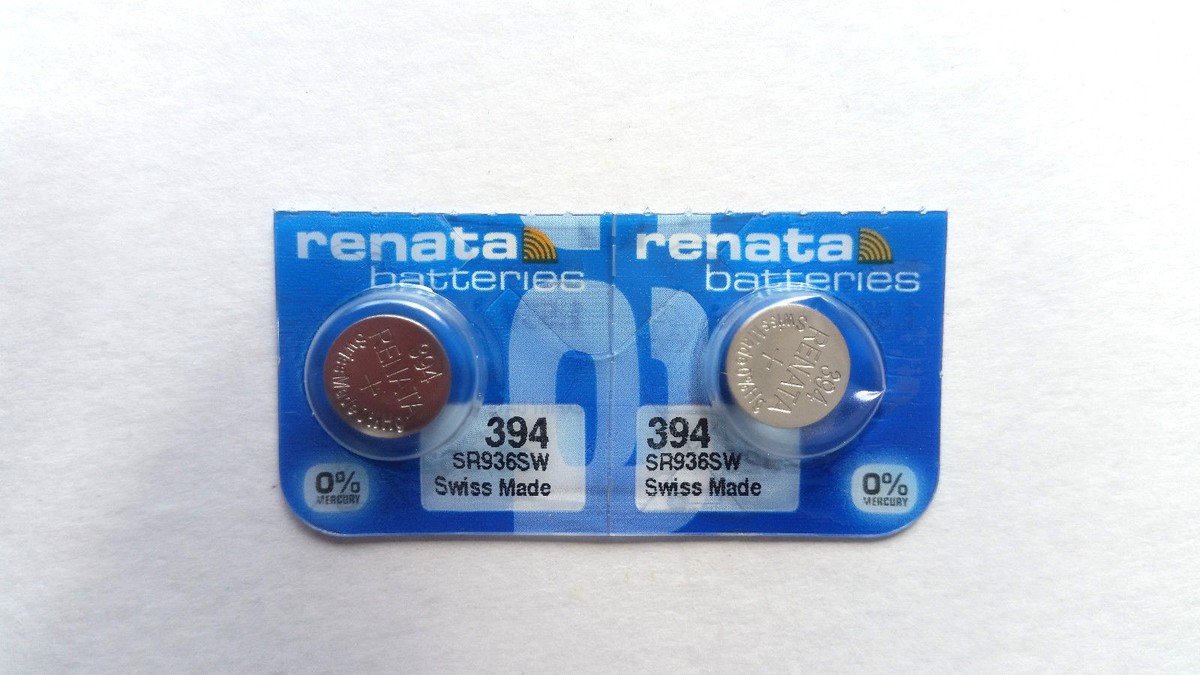 renata
batteries
394
RENATA
+
394
SR936SW
Swiss Made
0%
MERCURY
renata
batteries
SwissMade
RENATA
394
+
394
SR936SW
Swiss Made
0%
MERCURY